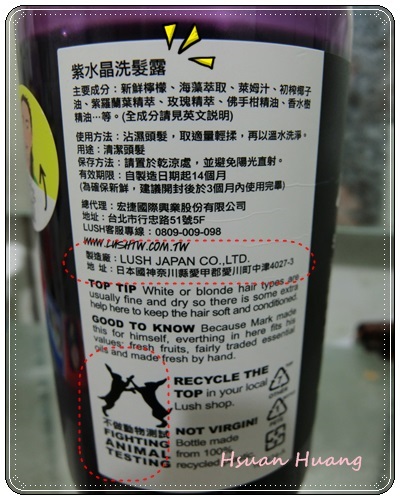 紫水晶洗髮露
主要成分：新鮮檸檬、海藻萃取、萊姆汁、初榨椰子
油、紫羅蘭葉精萃、玫瑰精萃、佛手柑精油、香水樹
精油…等。(全成分請見英文說明)
使用方法：沾濕頭髮，取適量輕揉，再以溫水洗淨。
用途：清潔頭髮
保存方法：請置於乾涼處，並避免陽光直射。
有效期限：自製造日期起14個月
(為確保新鮮，建議開封後於3個月內使用完畢)
總代理：宏捷國際興業股份有限公司
地址：台北市行忠路51號5F
LUSH客服專線：0809-009-098
WWW.LUSHTW.COM.TW
製造廠：LUSH JAPAN CO.,LTD.
地 址：日本國神奈川縣愛甲郡愛川町中津4027-3
TOP TIP White or blonde hair types are
usually fine and dry so there is some extra
help here to keep the hair soft and conditioned.
GOOD TO KNOW Because Mark made
this for himself, everthing in here fits his
values; fresh fruits, fairly traded essential
oils and made fresh by hand.
RECYCLE THE
TOP in your local
Lush shop.
不做動物測試
FIGHTING
ANIMAL
TESTING
NOT VIRGIN!
Bottle made
from 100%
recycled
Hsuan Huang